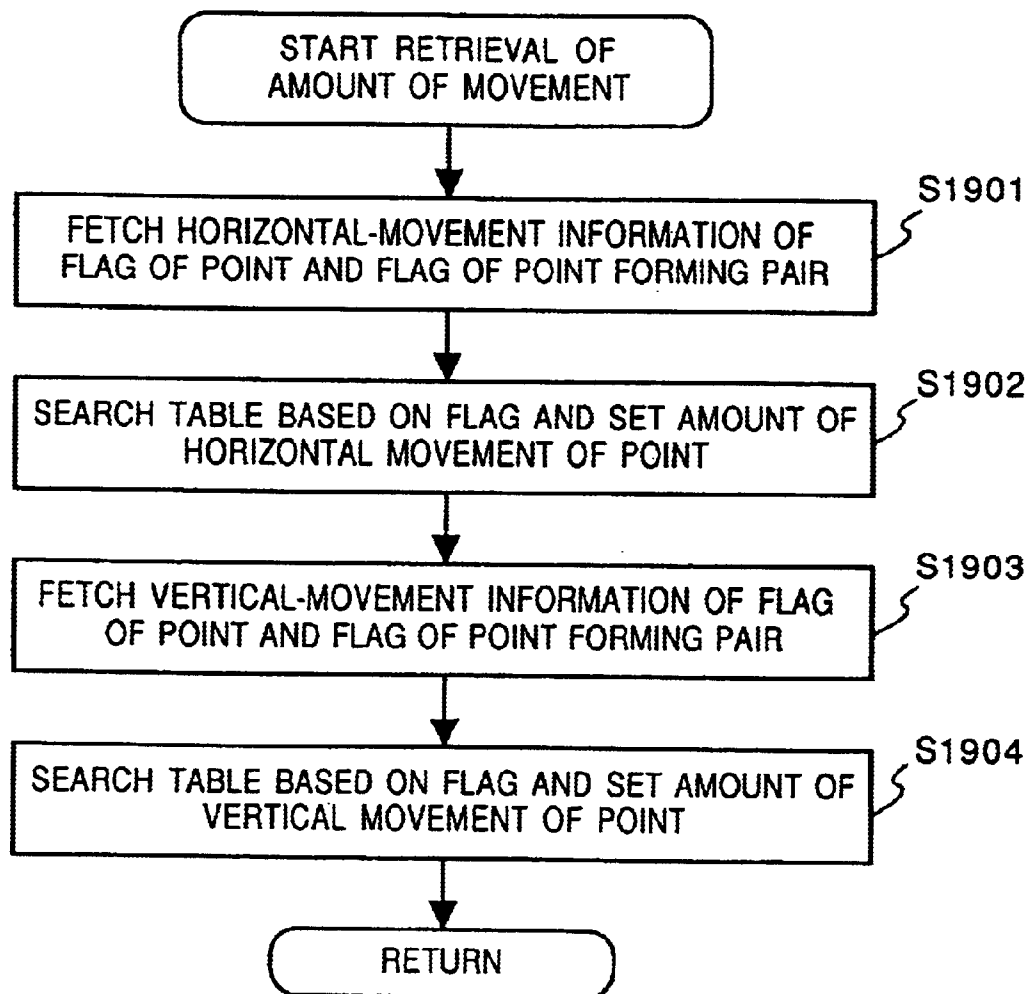 START RETRIEVAL OF
AMOUNT OF MOVEMENT
S1901
FETCH HORIZONTAL-MOVEMENT INFORMATION OF
FLAG OF POINT AND FLAG OF POINT FORMING PAIR
S1902
SEARCH TABLE BASED ON FLAG AND SET AMOUNT OF
HORIZONTAL MOVEMENT OF POINT
S1903
FETCH VERTICAL-MOVEMENT INFORMATION OF FLAG
OF POINT AND FLAG OF POINT FORMING PAIR
S1904
SEARCH TABLE BASED ON FLAG AND SET AMOUNT OF
VERTICAL MOVEMENT OF POINT
RETURN